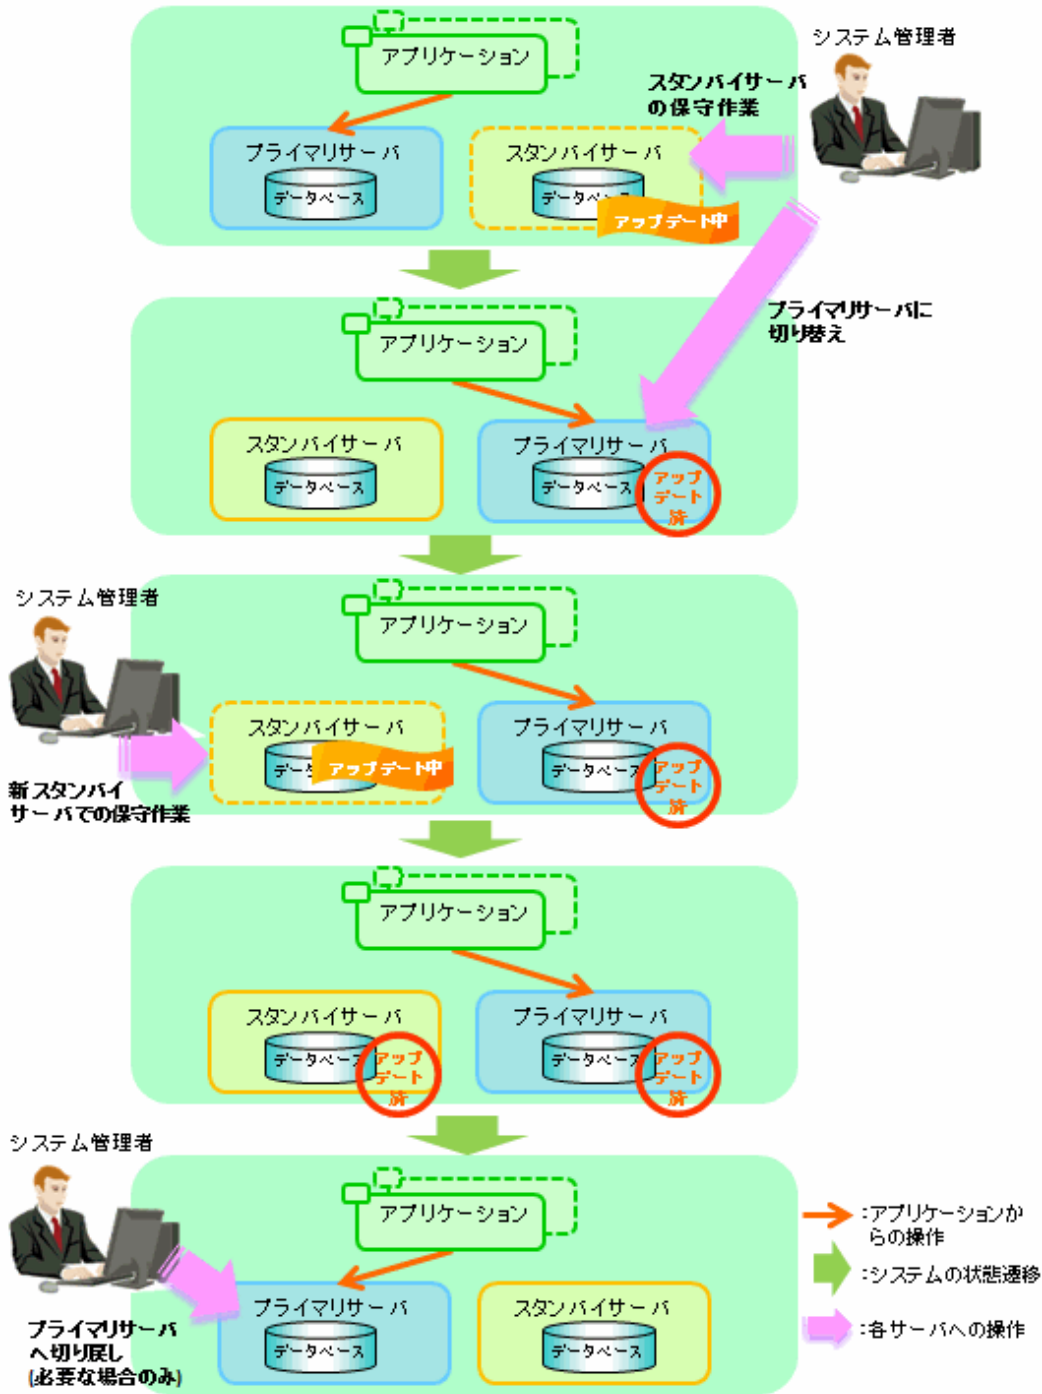 アプリケーション
システム管理者
スタンバイサーバ
の保守作業
プライマリサーバ
データベース
スタンバイサーバ
データベース
アップデート中
プライマリサーバに
切り替え
アプリケーション
スタンバイサーバ
データベース
プライマリサーバ
データベース
アップ
デート
済
システム管理者
アプリケーション
スタンバイサーバ
データ
アップデート中
プライマリサーバ
データベース
アップ
デート
済
新スタンバイ
サーバでの保守作業
アプリケーション
スタンバイサーバ
データベース
アップ
デート
済
プライマリサーバ
データベース
アップ
デート
済
システム管理者
アプリケーション
プライマリサーバ
データベース
スタンバイサーバ
データベース
プライマリサーバ
へ切り戻し
(必要な場合のみ)
:アプリケーションか
らの操作
:システムの状態遷移
:各サーバへの操作